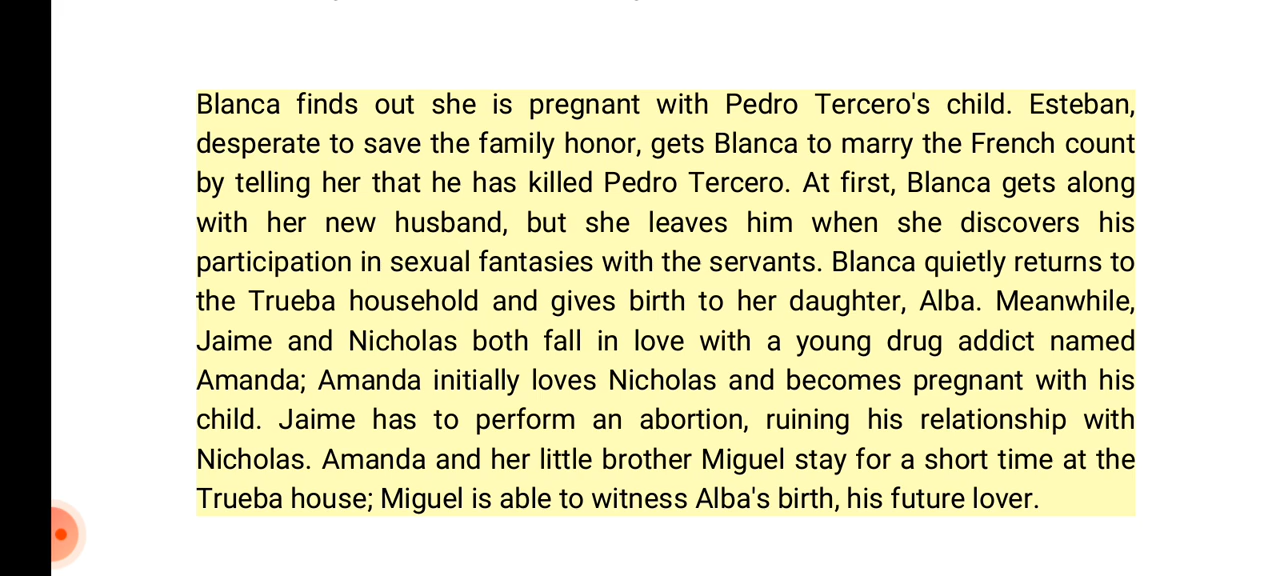 Blanca finds out she is pregnant with Pedro Tercero's child. Esteban,
desperate to save the family honor, gets Blanca to marry the French count
by telling her that he has killed Pedro Tercero. At first, Blanca gets along
with her new husband, but she leaves him when she discovers his
participation in sexual fantasies with the servants. Blanca quietly returns to
the Trueba household and gives birth to her daughter, Alba. Meanwhile,
Jaime and Nicholas both fall in love with a young drug addict named
Amanda; Amanda initially loves Nicholas and becomes pregnant with his
child. Jaime has to perform an abortion, ruining his relationship with
Nicholas. Amanda and her little brother Miguel stay for a short time at the
Trueba house; Miguel is able to witness Alba's birth, his future lover.